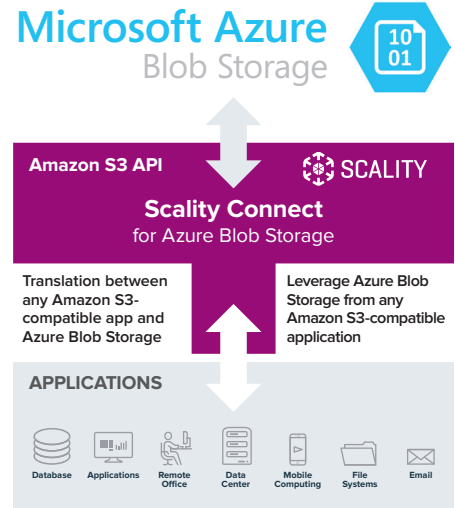 Microsoft Azure
Blob Storage
10
01
Amazon S3 API
SCALITY
Scality Connect
for Azure Blob Storage
Translation between
any Amazon S3-
compatible app and
Azure Blob Storage
Leverage Azure Blob
Storage from any
Amazon S3-compatible
application
APPLICATIONS
Database
Applications
Remote
Office
Data
Center
Mobile
Computing
File
Systems
Email